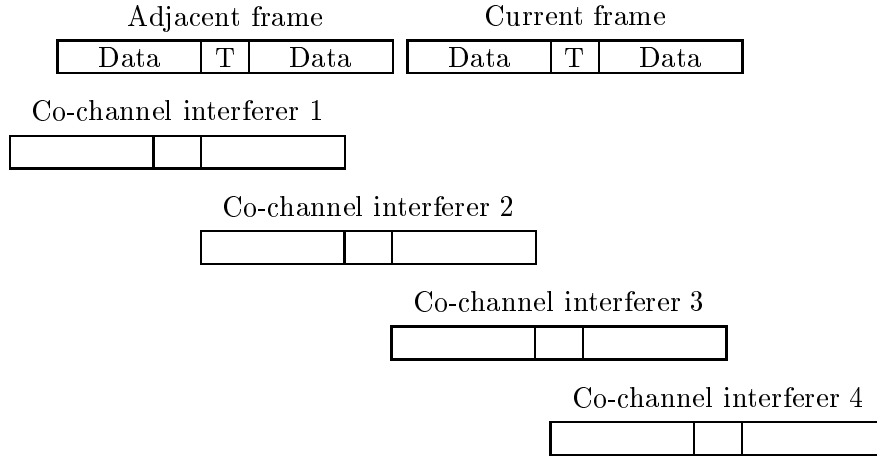 Adjacent frame Current frame
Data T Data Data T Data
Co-channel interferer 1
Co-channel interferer 2
Co-channel interferer 3
Co-channel interferer 4